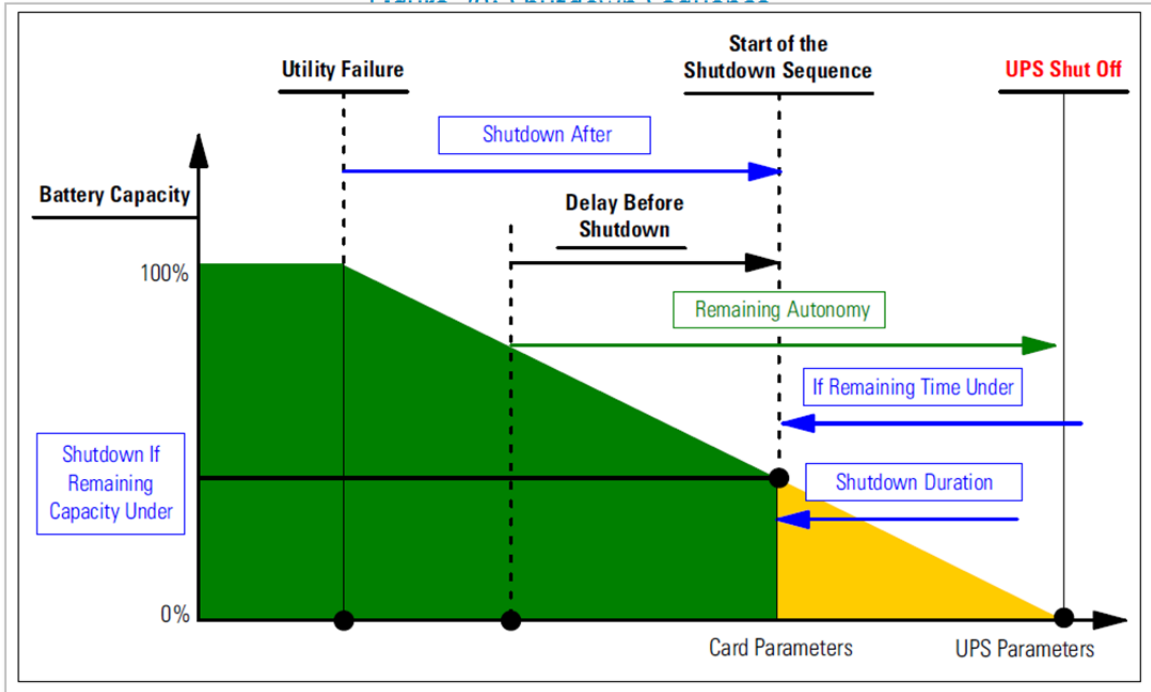 Utility Failure
Start of the
Shutdown Sequence
UPS Shut Off
Shutdown After
Battery Capacity
Delay Before
Shutdown
100%
Remaining Autonomy
If Remaining Time Under
Shutdown If
Remaining
Capacity Under
Shutdown Duration
0%
Card Parameters
UPS Parameters